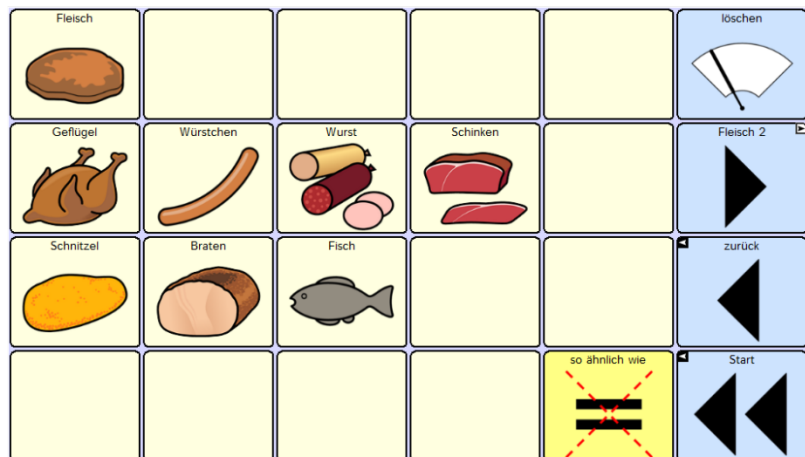 Fleisch
löschen
Geflügel
Würstchen
Wurst
Schinken
Fleisch 2
Schnitzel
Braten
Fisch
zurück
so ähnlich wie
Start